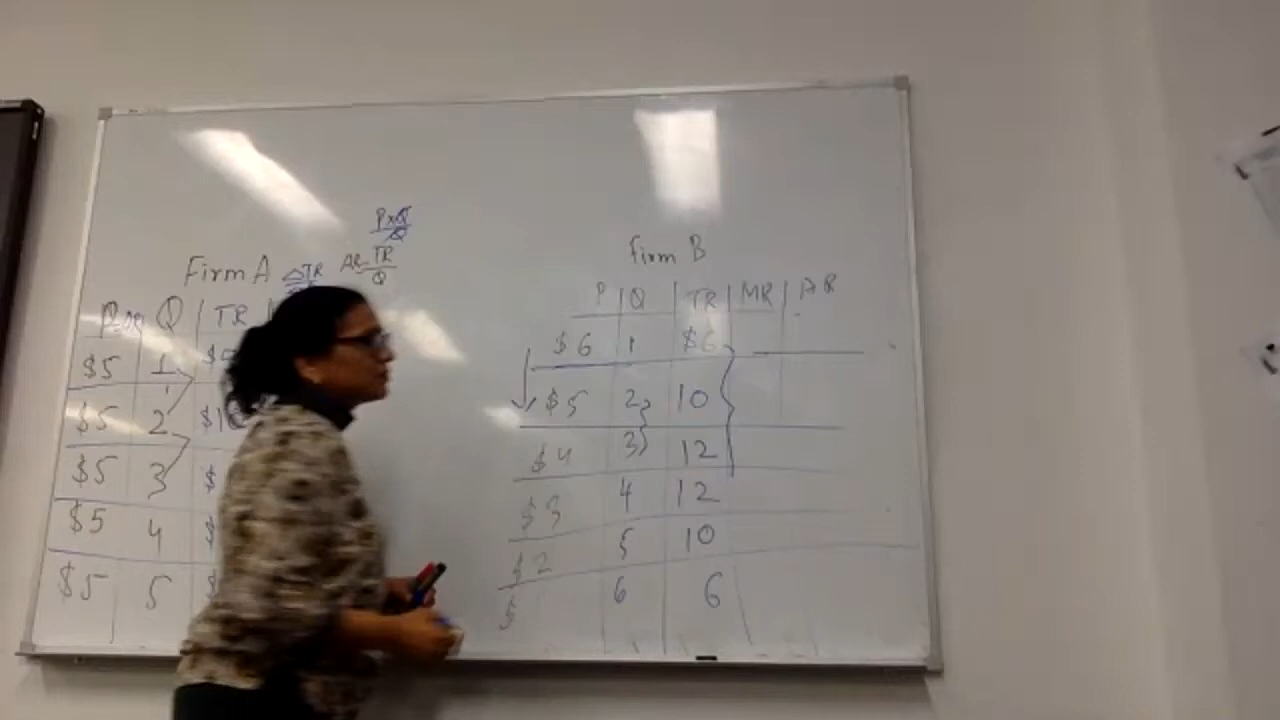 P×Q
Q
Firm A ΔTR AR= TR
Q
Q TR
$5 1
$5 2 $10
$5 3 $
$5 4 $
$5 5 $
Firm B
P Q TR MR AR
$6 1 $6
$5 2 10
$4 3 12
$3 4 12
$2 5 10
$ 6 6